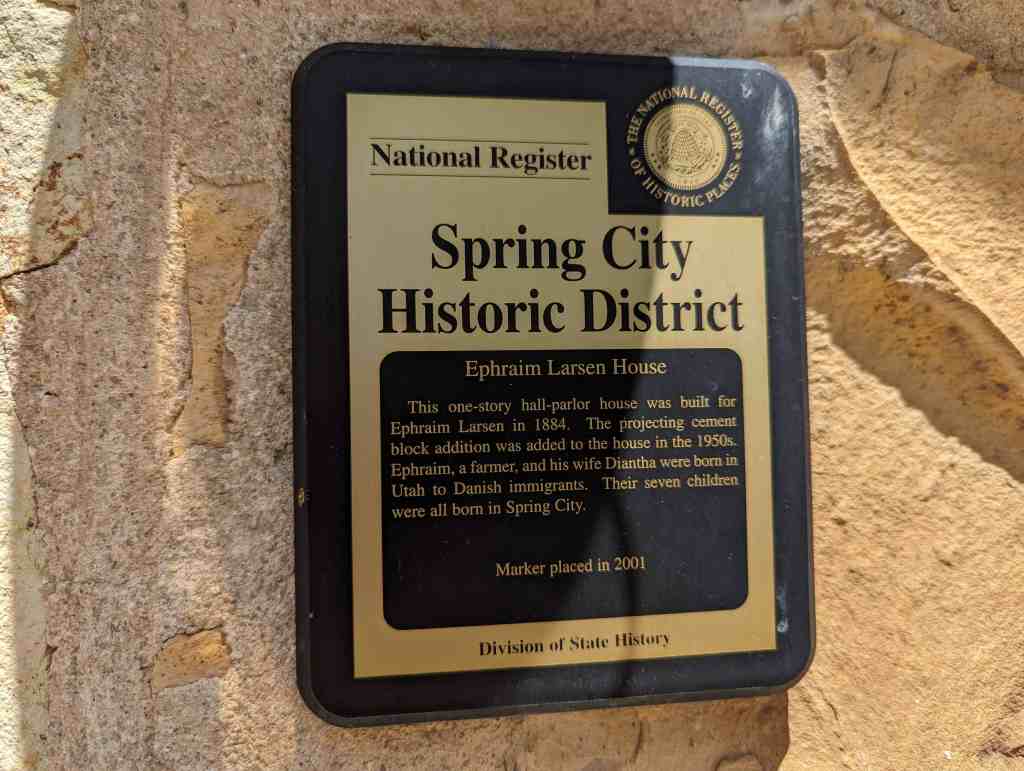 THE NATIONAL REGISTER
OF HISTORIC PLACES
National Register
Spring City
Historic District
Ephraim Larsen House
This one-story hall-parlor house was built for
Ephraim Larsen in 1884. The projecting cement
block addition was added to the house in the 1950s.
Ephraim, a farmer, and his wife Diantha were born in
Utah to Danish immigrants. Their seven children
were all born in Spring City.
Marker placed in 2001
Division of State History